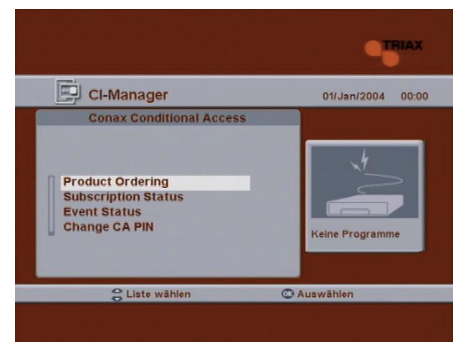 TRIAX
CI-Manager
01/Jan/2004 00:00
Conax Conditional Access
Product Ordering
Subscription Status
Event Status
Change CA PIN
Keine Programme
Liste wählen
OK Auswählen